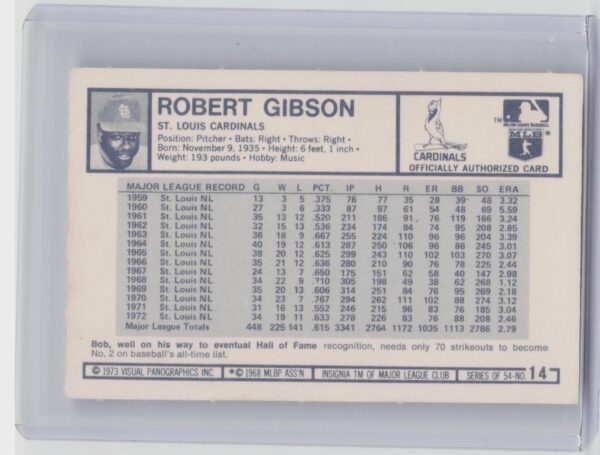 ROBERT GIBSON
ST. LOUIS CARDINALS
Position: Pitcher • Bats: Right • Throws: Right •
Born: November 9, 1935 • Height: 6 feet, 1 inch •
Weight: 193 pounds • Hobby: Music
CARDINALS
TM
MLB
OFFICIALLY AUTHORIZED CARD
MAJOR LEAGUE RECORD G W L PCT. IP H R ER BB SO ERA
1959 St. Louis NL 13 3 5 .375 76 77 35 28 39 48 3.32
1960 St. Louis NL 27 3 6 .333 87 97 61 54 48 69 5.59
1961 St. Louis NL 35 13 12 .520 211 186 91 76 119 166 3.24
1962 St. Louis NL 32 15 13 .536 234 174 84 74 95 208 2.85
1963 St. Louis NL 36 18 9 .667 255 224 110 96 96 204 3.39
1964 St. Louis NL 40 19 12 .613 287 250 106 96 86 245 3.01
1965 St. Louis NL 38 20 12 .625 299 243 110 102 103 270 3.07
1966 St. Louis NL 35 21 12 .636 280 210 90 76 78 225 2.44
1967 St. Louis NL 24 13 7 .650 175 151 62 58 40 147 2.98
1968 St. Louis NL 34 22 9 .710 305 198 49 38 62 268 1.12
1969 St. Louis NL 35 20 13 .606 314 251 84 76 95 269 2.18
1970 St. Louis NL 34 23 7 .767 294 262 111 102 88 274 3.12
1971 St. Louis NL 31 16 13 .552 246 215 96 83 76 185 3.04
1972 St. Louis NL 34 19 11 .633 278 226 83 76 88 208 2.46
Major League Totals 448 225 141 .615 3341 2764 1172 1035 1113 2786 2.79
Bob, well on his way to eventual Hall of Fame recognition, needs only 70 strikeouts to become
No. 2 on baseball's all-time list.
© 1973 VISUAL PANOGRAPHICS INC. *© 1968 MLBP ASS'N INSIGNIA TM OF MAJOR LEAGUE CLUB SERIES OF 54-NO. 14